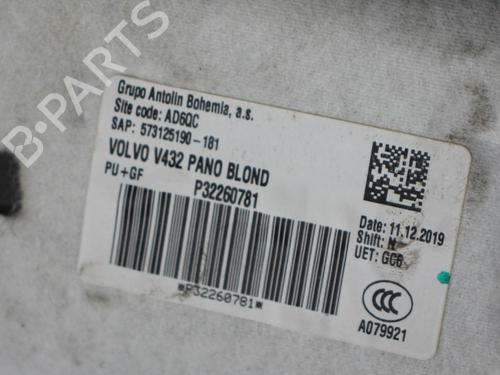 Grupo Antolin Bohemia, a.s.
Site code: AD6QC
SAP: 573125190-181
VOLVO V432 PANO BLOND
PU+GF
P32260781
*P32260781*
Date: 11.12.2019
Shift: N
UET: GC6
CCC
A079921
B-PARTS